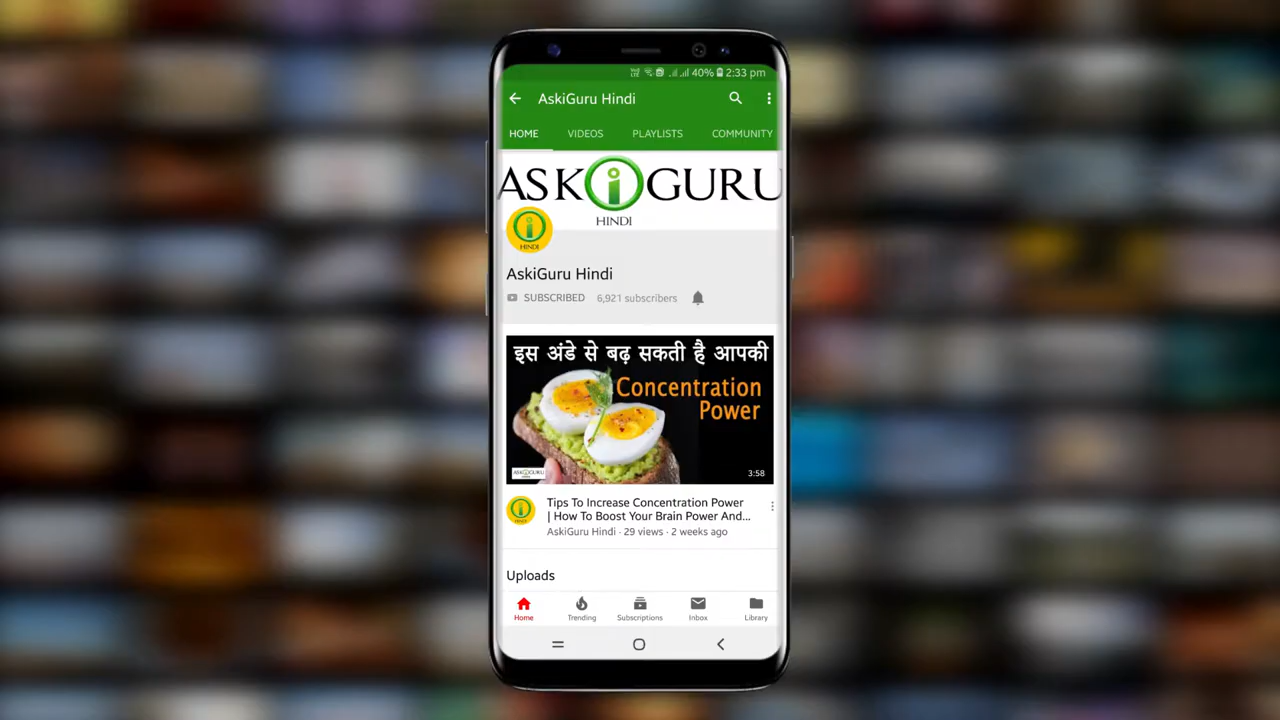 40% 2:33 pm
AskiGuru Hindi
HOME VIDEOS PLAYLISTS COMMUNITY
ASKiGURU
HINDI
HINDI
AskiGuru Hindi
SUBSCRIBED 6,921 subscribers
इस अंडे से बढ़ सकती है आपकी
Concentration
Power
ASKiGURU
3:58
Tips To Increase Concentration Power
| How To Boost Your Brain Power And...
AskiGuru Hindi · 29 views · 2 weeks ago
Uploads
Home Trending Subscriptions Inbox Library